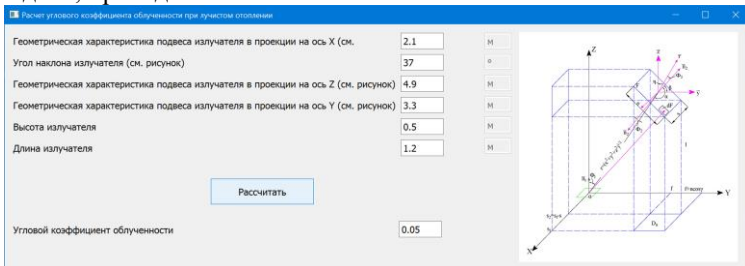 Расчет углового коэффициента облученности при лучистом отоплении
Геометрическая характеристика подвеса излучателя в проекции на ось X (см. 2.1 М
Угол наклона излучателя (см. рисунок) 37 °
Геометрическая характеристика подвеса излучателя в проекции на ось Z (см. рисунок) 4.9 М
Геометрическая характеристика подвеса излучателя в проекции на ось Y (см. рисунок) 3.3 М
Высота излучателя 0.5 М
Длина излучателя 1.2 М
Рассчитать
Угловой коэффициент облученности 0.05
Z
Y
X